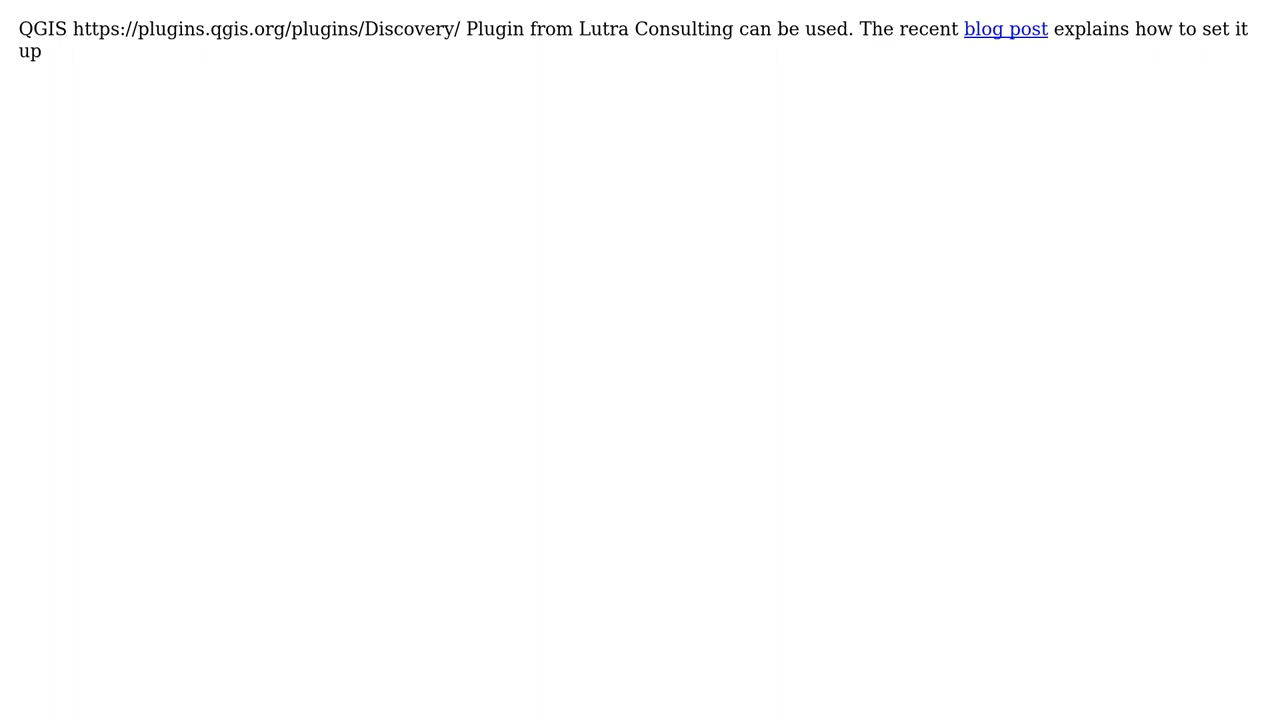 QGIS https://plugins.qgis.org/plugins/Discovery/ Plugin from Lutra Consulting can be used. The recent blog post explains how to set it
up